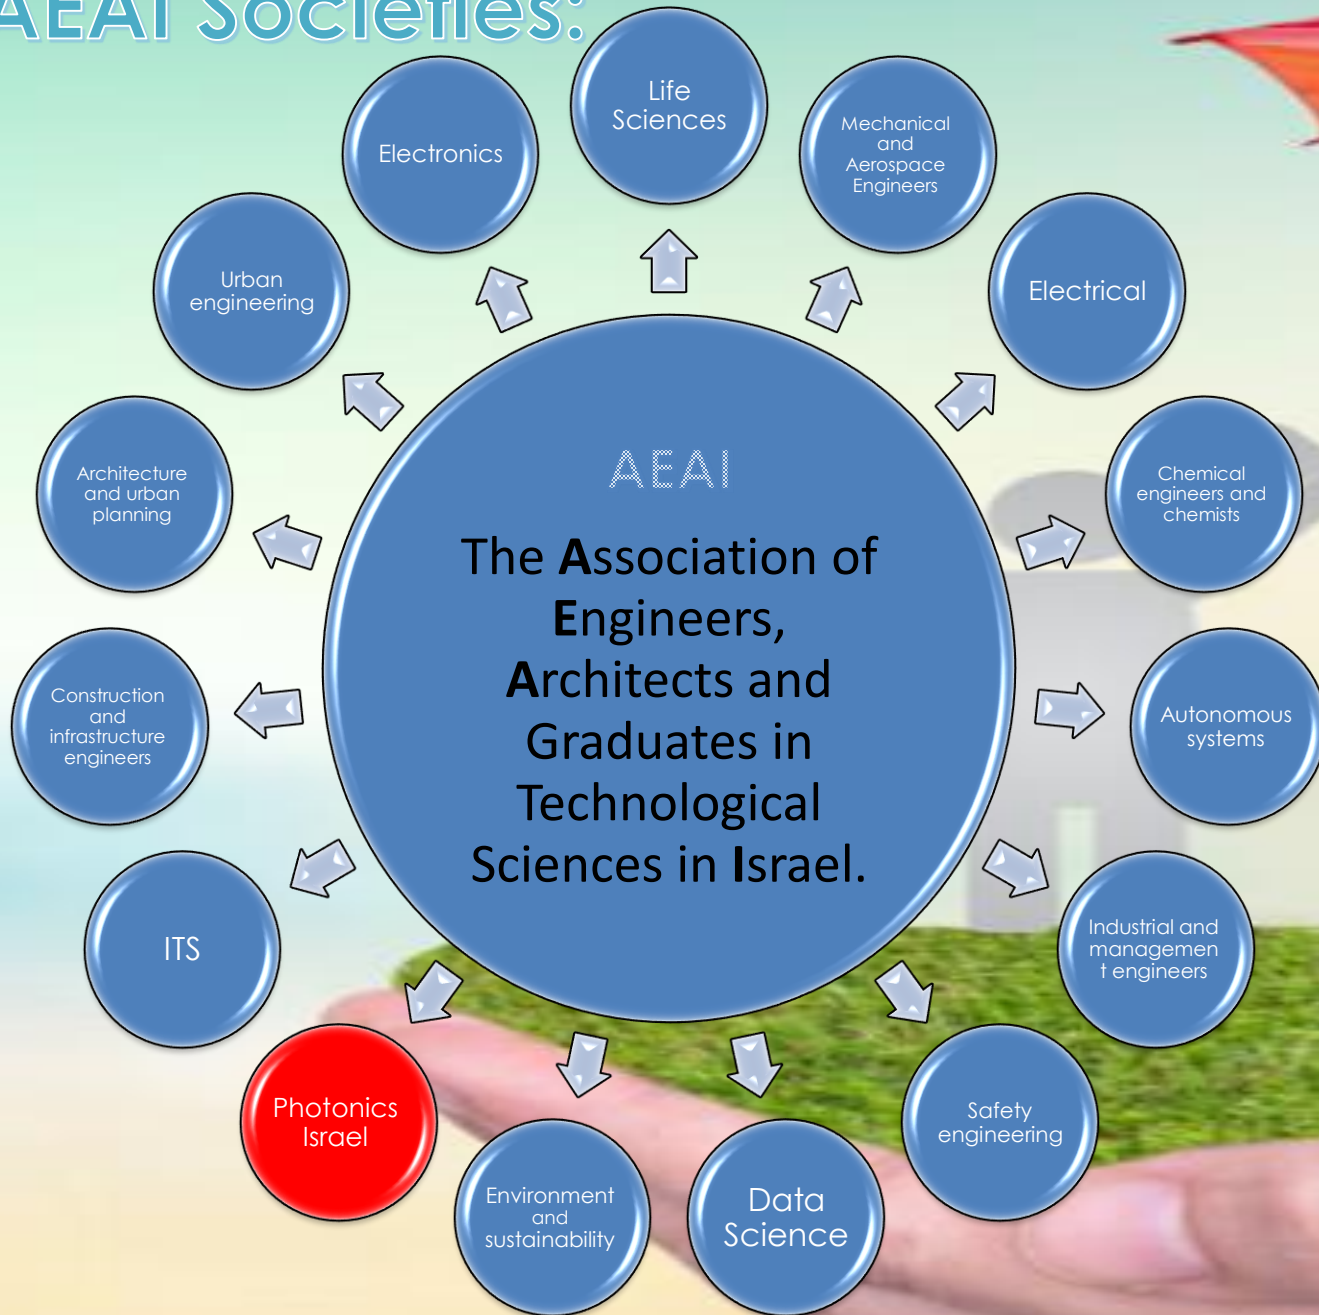 AEAI Societies:
Life
Sciences
Mechanical
and
Aerospace
Engineers
Electrical
Chemical
engineers and
chemists
Autonomous
systems
Industrial and
managemen
t engineers
Safety
engineering
Data
Science
Environment
and
sustainability
Photonics
Israel
ITS
Construction
and
infrastructure
engineers
Architecture
and urban
planning
Urban
engineering
Electronics
AEAI
The Association of
Engineers,
Architects and
Graduates in
Technological
Sciences in Israel.